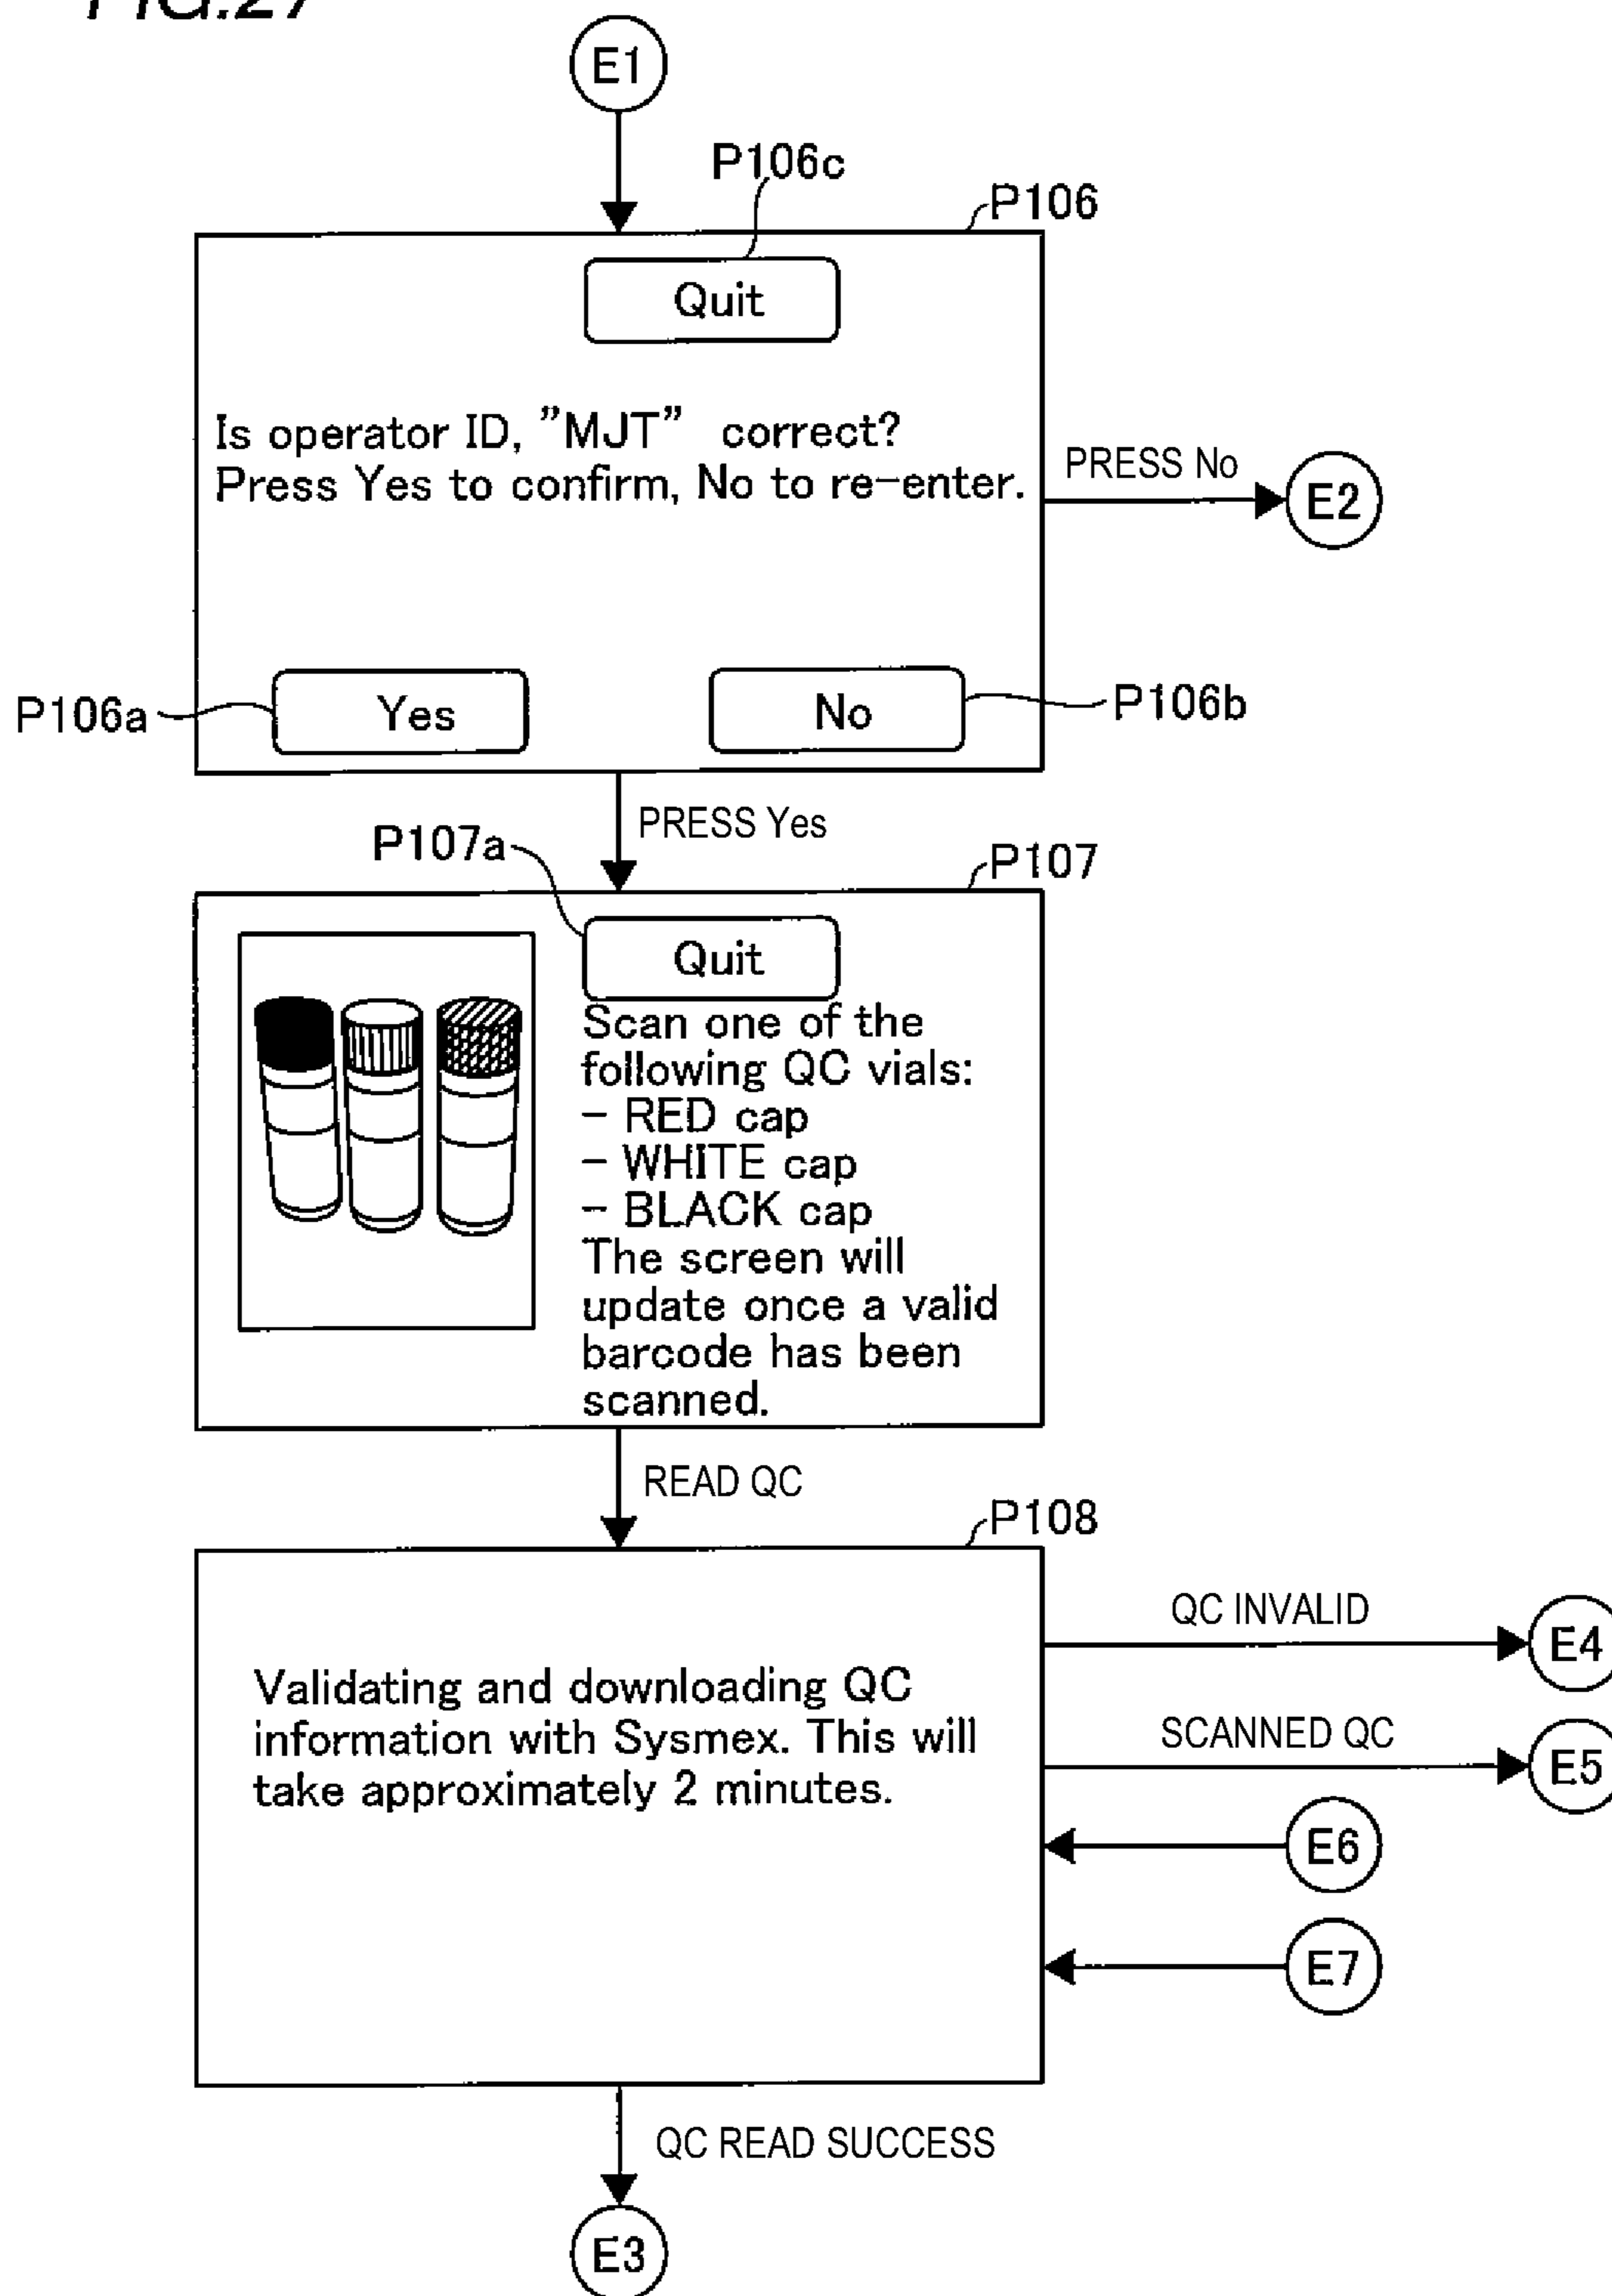 FIG.27
E1
P106c
P106
Quit
Is operator ID, ”MJT” correct?
Press Yes to confirm, No to re-enter.
PRESS No
E2
P106a
Yes
No
P106b
PRESS Yes
P107a
P107
Quit
Scan one of the
following QC vials:
- RED cap
- WHITE cap
- BLACK cap
The screen will
update once a valid
barcode has been
scanned.
READ QC
P108
QC INVALID
E4
Validating and downloading QC
information with Sysmex. This will
take approximately 2 minutes.
SCANNED QC
E5
E6
E7
QC READ SUCCESS
E3